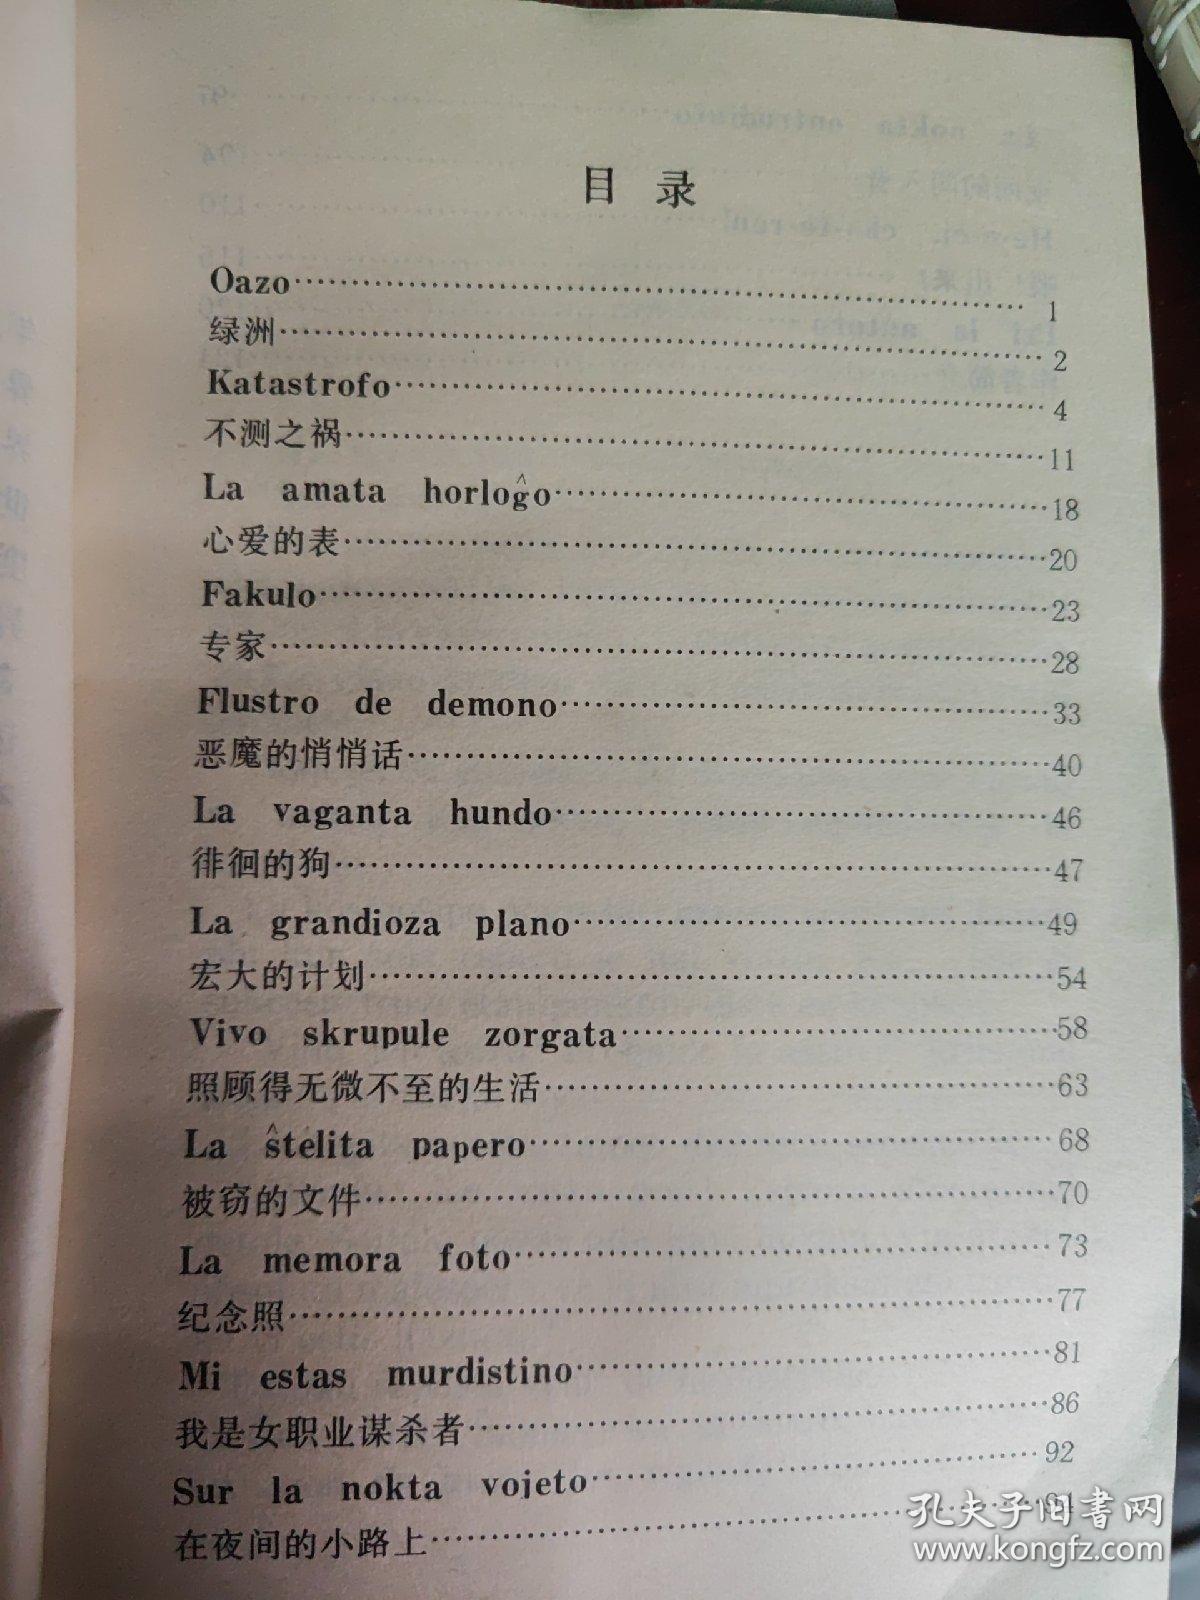 目 录
Oazo……1
绿洲……2
Katastrofo……4
不测之祸……11
La amata horloĝo……18
心爱的表……20
Fakulo……23
专家……28
Flustro de demono……33
恶魔的悄悄话……40
La vaganta hundo……46
徘徊的狗……47
La grandioza plano……49
宏大的计划……54
Vivo skrupule zorgata……58
照顾得无微不至的生活……63
La ŝtelita papero……68
被窃的文件……70
La memora foto……73
纪念照……77
Mi estas murdistino……81
我是女职业谋杀者……86
Sur la nokta vojeto……92
在夜间的小路上……94
孔夫子旧书网
www.kongfz.com